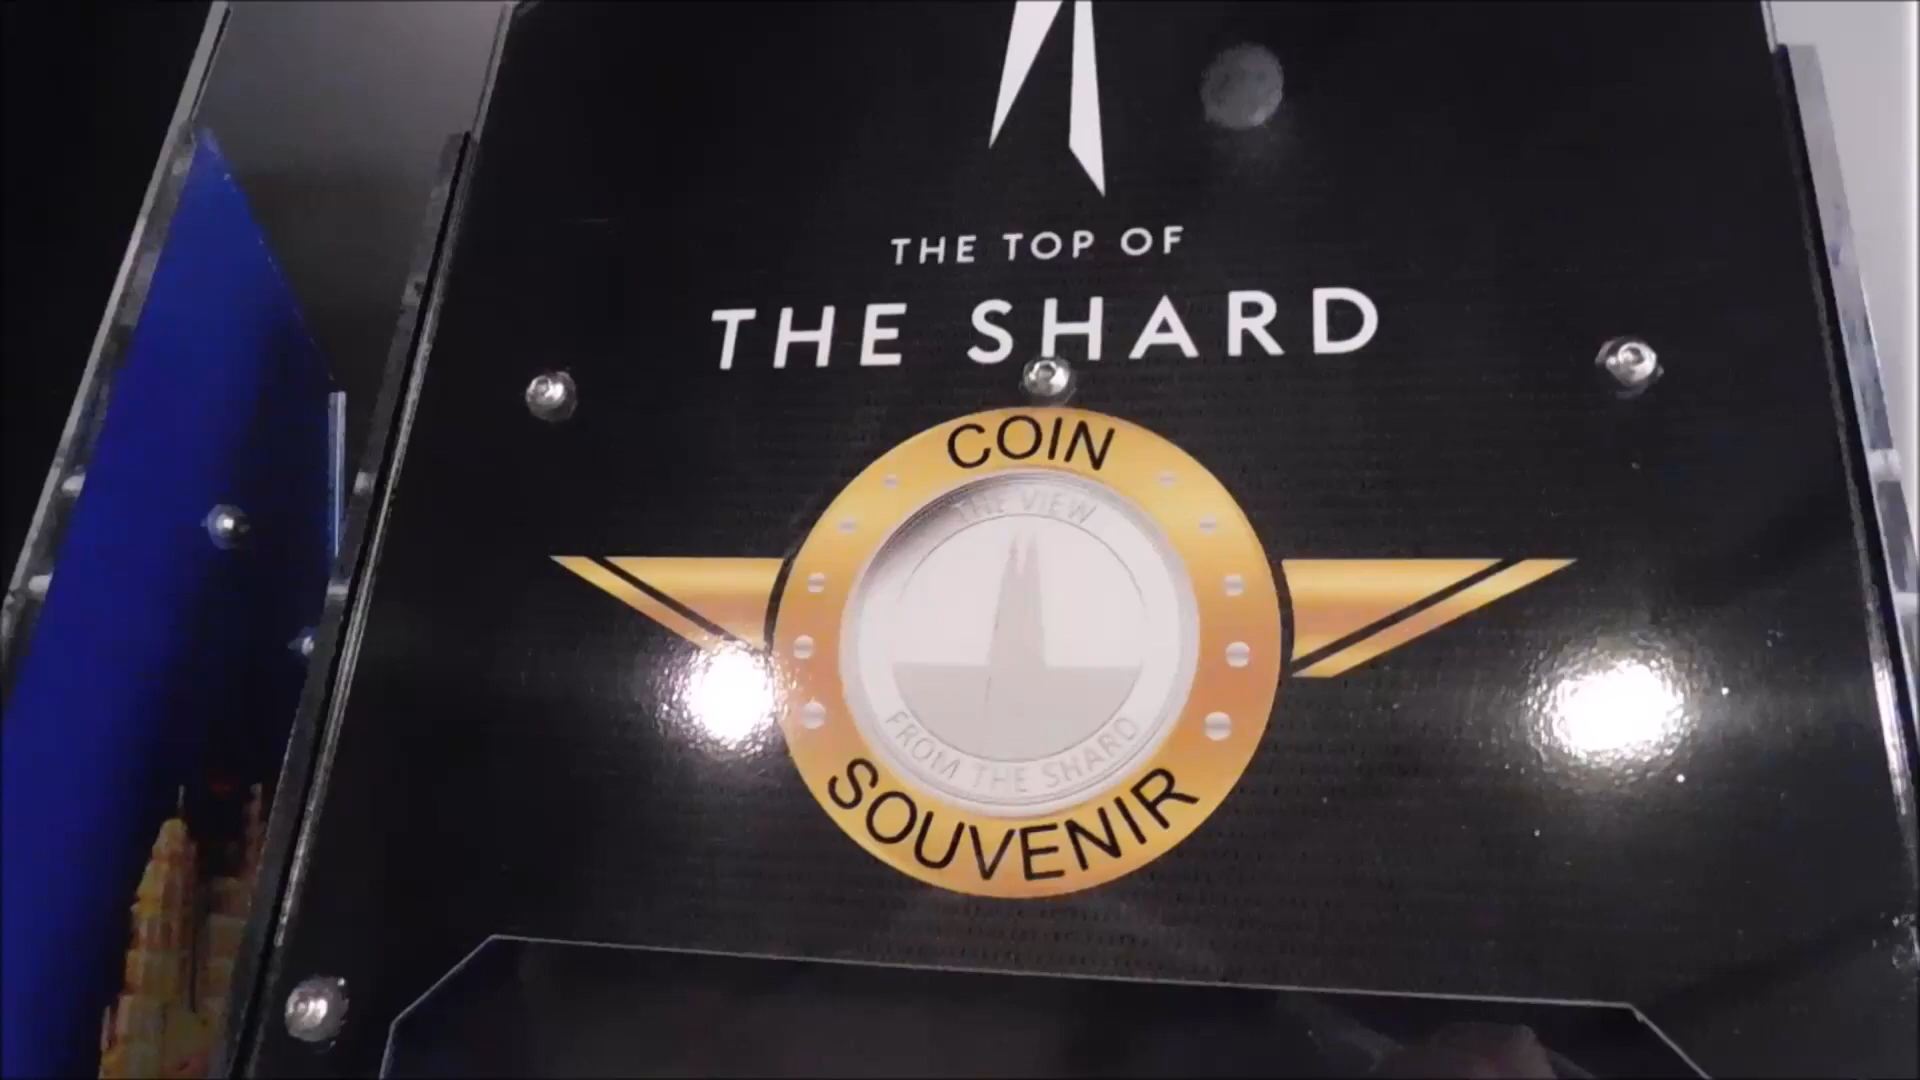 THE TOP OF
THE SHARD
COIN
THE VIEW
FROM THE SHARD
SOUVENIR